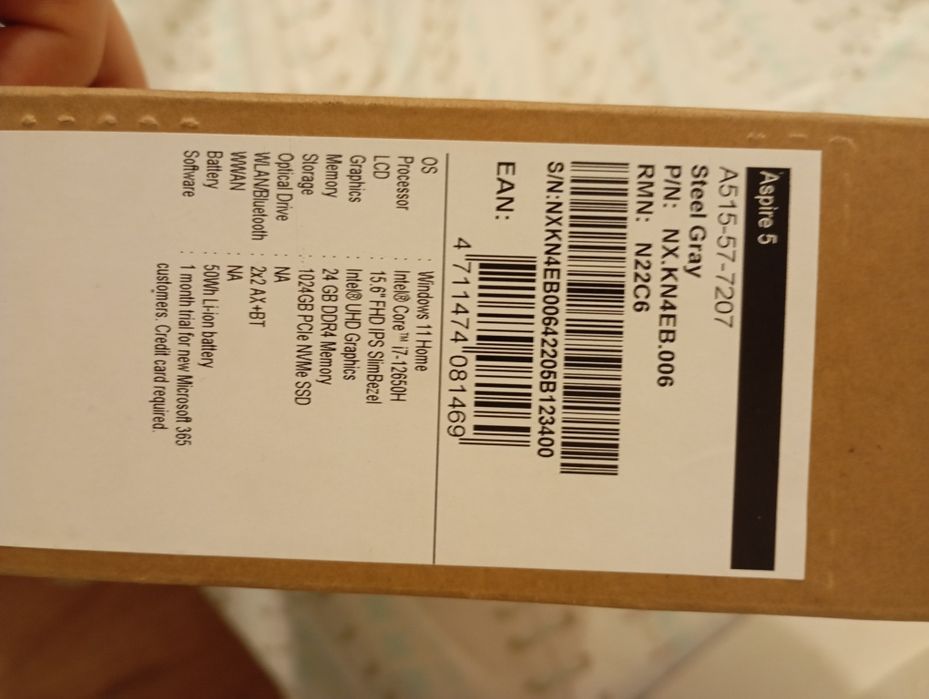 Aspire 5
A515-57-7207
Steel Gray
P/N: NX.KN4EB.006
RMN: N22C6
S/N:NXKN4EB00642205B123400
EAN:
4 711474 081469
OS : Windows 11 Home
Processor : Intel® Core™ i7-12650H
LCD : 15.6" FHD IPS SlimBezel
Graphics : Intel® UHD Graphics
Memory : 24 GB DDR4 Memory
Storage : 1024GB PCIe NVMe SSD
Optical Drive : NA
WLAN/Bluetooth : 2x2 AX+BT
WWAN : NA
Battery : 50Wh Li-ion battery
Software : 1 month trial for new Microsoft 365
customers. Credit card required.